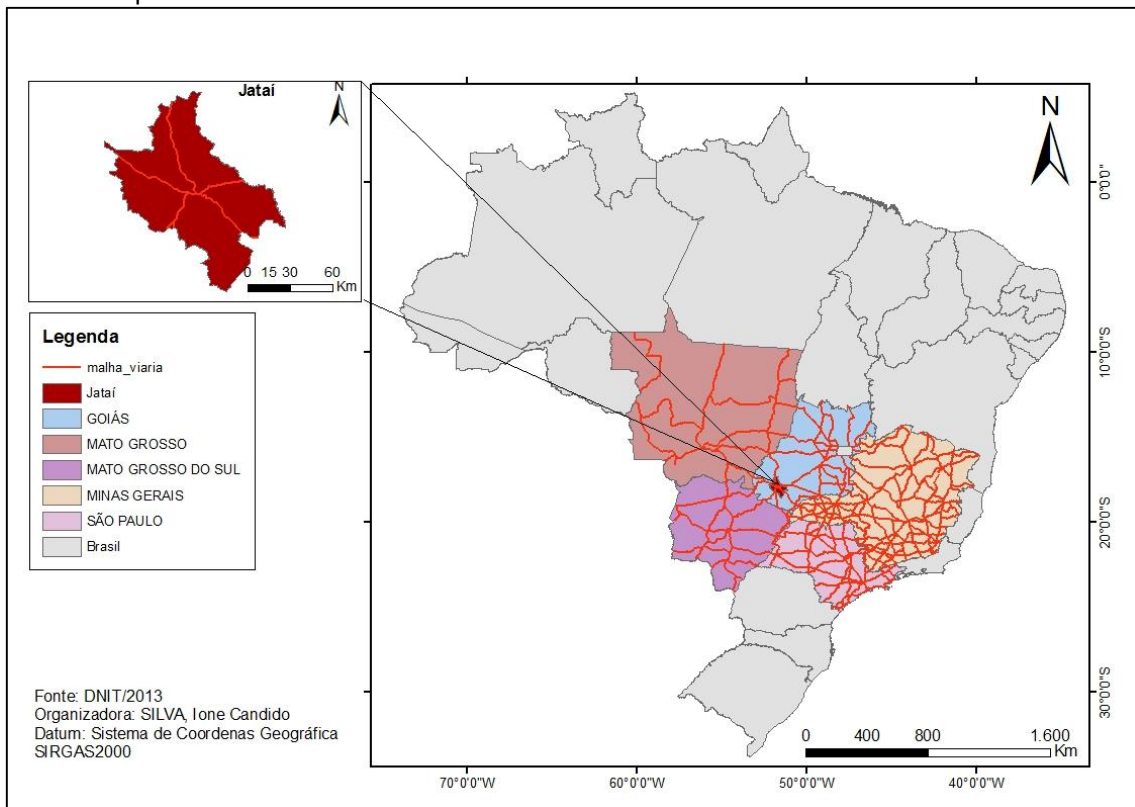 Jataí
N
0 15 30 60
Km
Legenda
malha_viaria
Jataí
GOIÁS
MATO GROSSO
MATO GROSSO DO SUL
MINAS GERAIS
SÃO PAULO
Brasil
Fonte: DNIT/2013
Organizadora: SILVA, Ione Candido
Datum: Sistema de Coordenas Geográfica
SIRGAS2000
N
0°0'0"
10°0'0"S
20°0'0"S
30°0'0"S
0 400 800 1.600
Km
70°0'0"W 60°0'0"W 50°0'0"W 40°0'0"W